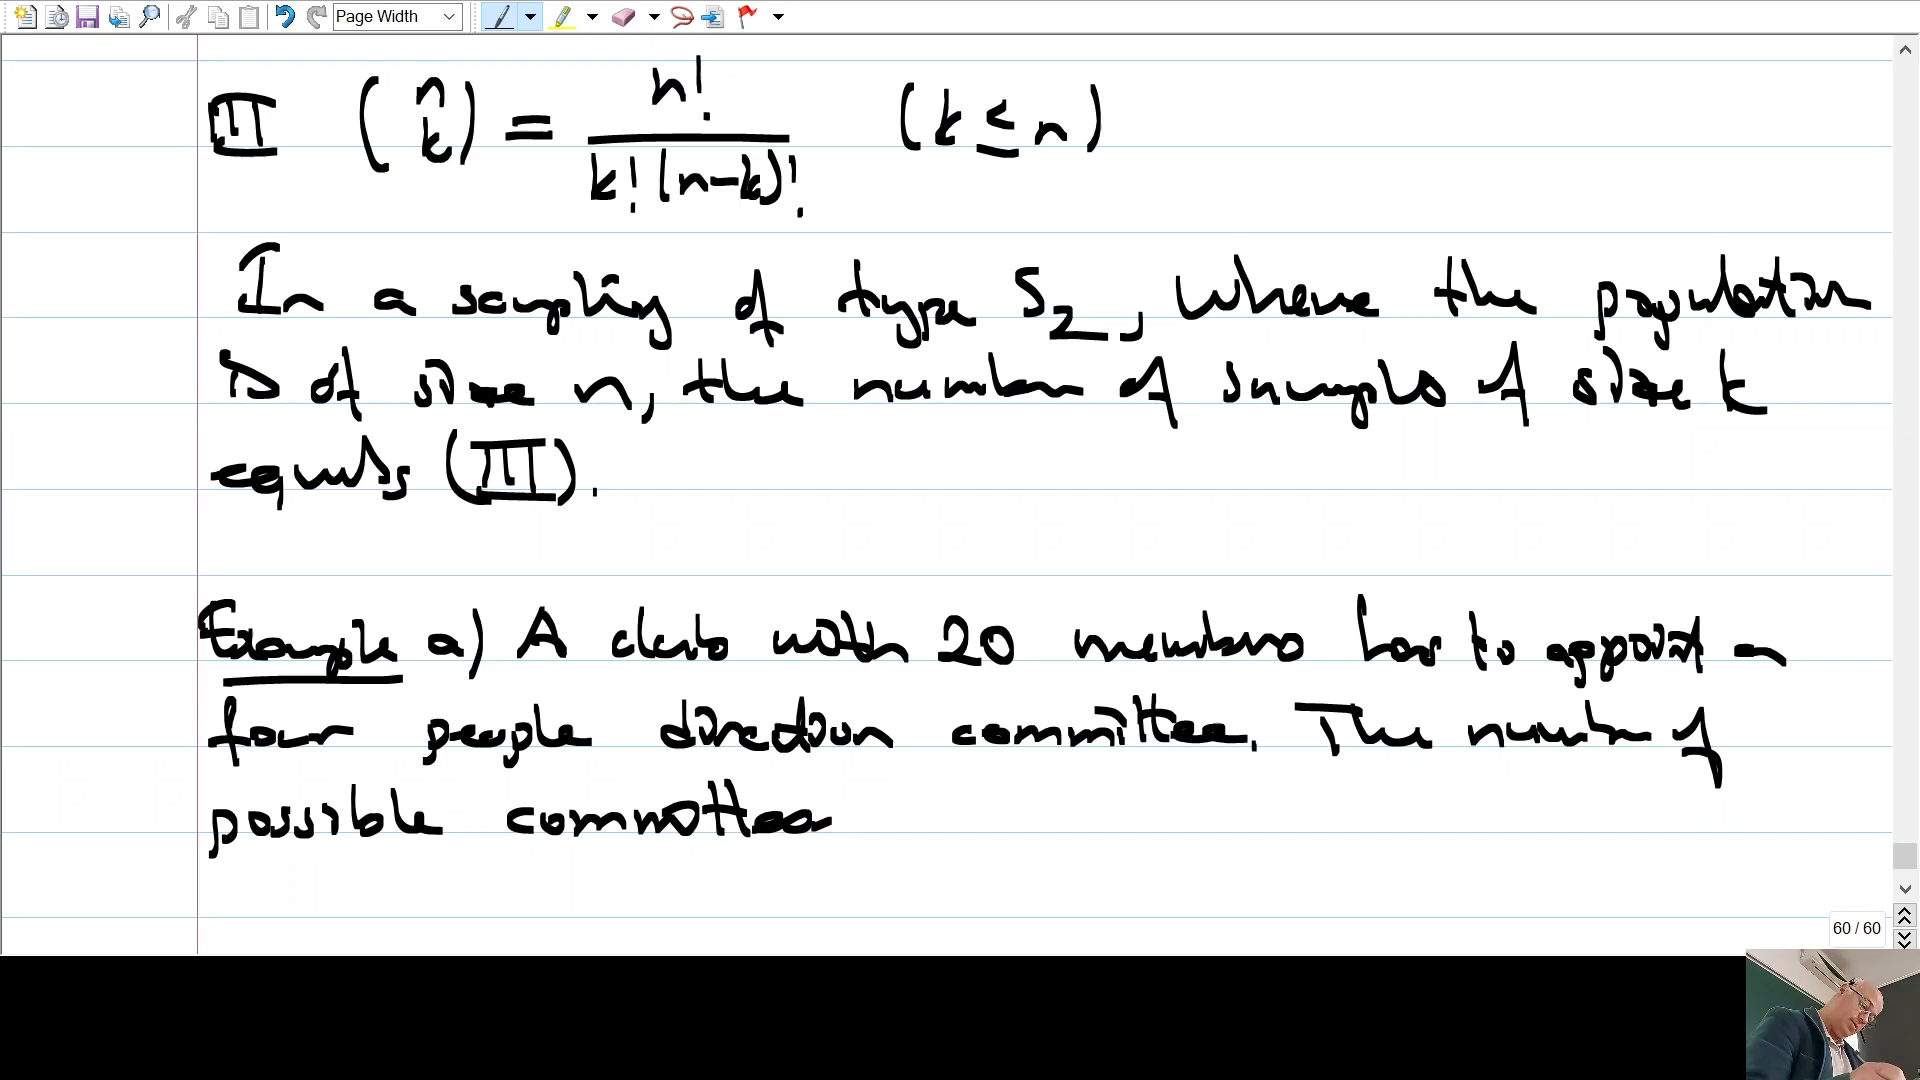 Page Width
III (n k) = n! / k!(n-k)! (k ≤ n)
In a sampling of type S₂, where the population
is of size n, the number of samples of size k
equals (III).
Example a) A club with 20 members has to appoint a
four people direction committee. The number of
possible committees
60 / 60